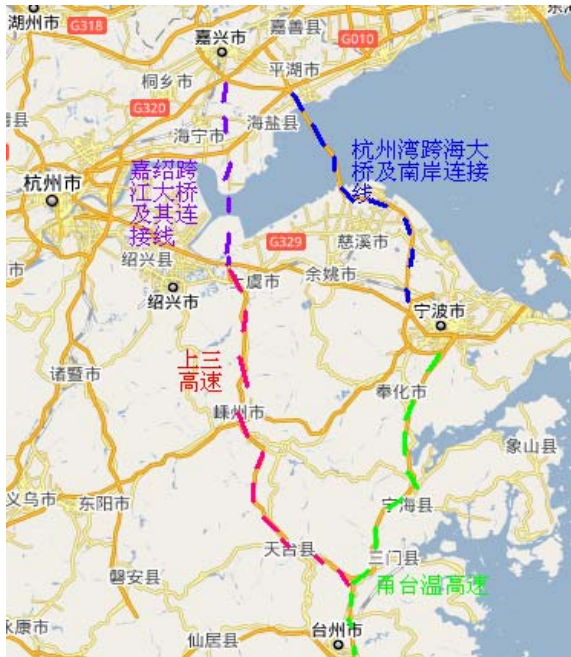 湖州市
G318
嘉兴市
嘉善县
G010
平湖市
桐乡市
G320
海宁市
海盐县
杭州市
嘉绍跨
江大桥
及其连
接线
杭州湾跨海大
桥及南岸连接
线
G329
慈溪市
绍兴县
上虞市
余姚市
绍兴市
宁波市
上三
高速
诸暨市
奉化市
嵊州市
象山县
义乌市
东阳市
宁海县
天台县
三门县
磐安县
甬台温高速
永康市
仙居县
台州市